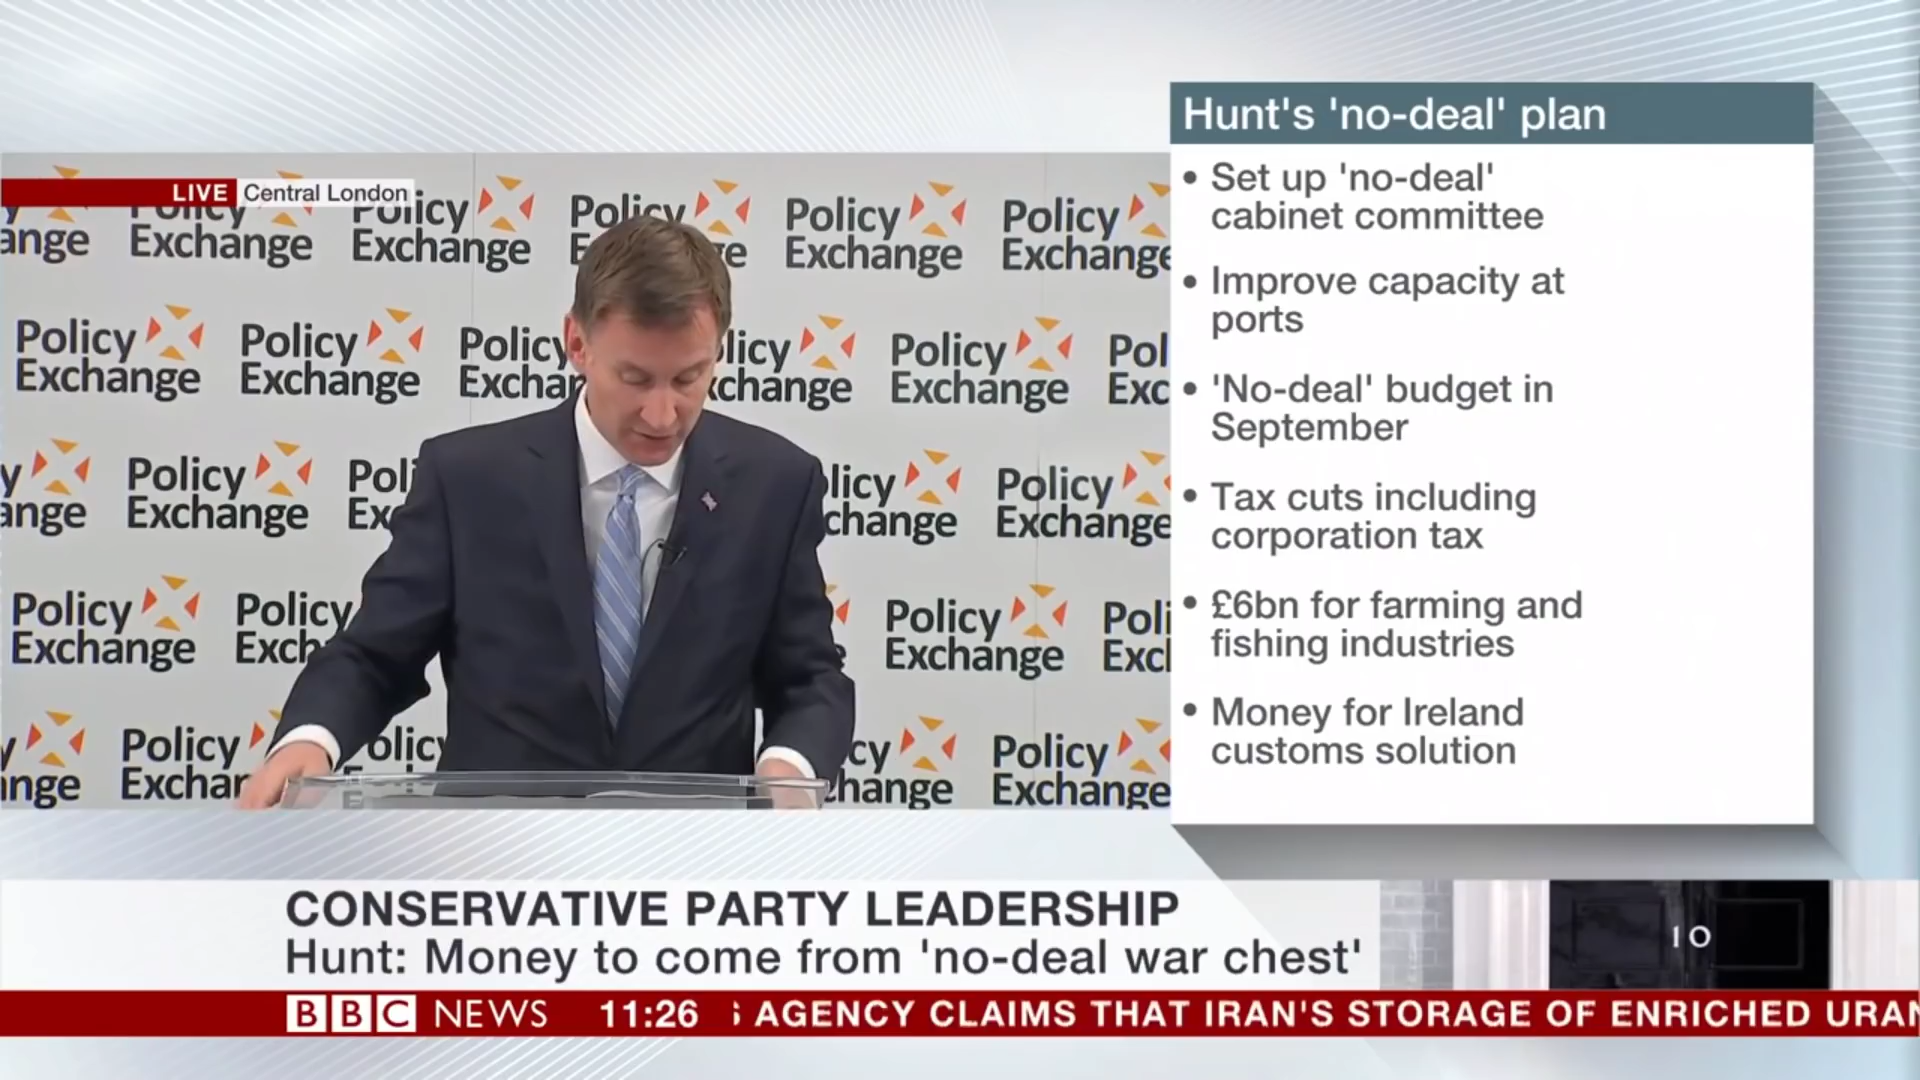 LIVE Central London
Policy Exchange
Hunt's 'no-deal' plan
• Set up 'no-deal'
cabinet committee
• Improve capacity at
ports
• 'No-deal' budget in
September
• Tax cuts including
corporation tax
• £6bn for farming and
fishing industries
• Money for Ireland
customs solution
CONSERVATIVE PARTY LEADERSHIP
Hunt: Money to come from 'no-deal war chest'
10
BBC NEWS 11:26 AGENCY CLAIMS THAT IRAN'S STORAGE OF ENRICHED